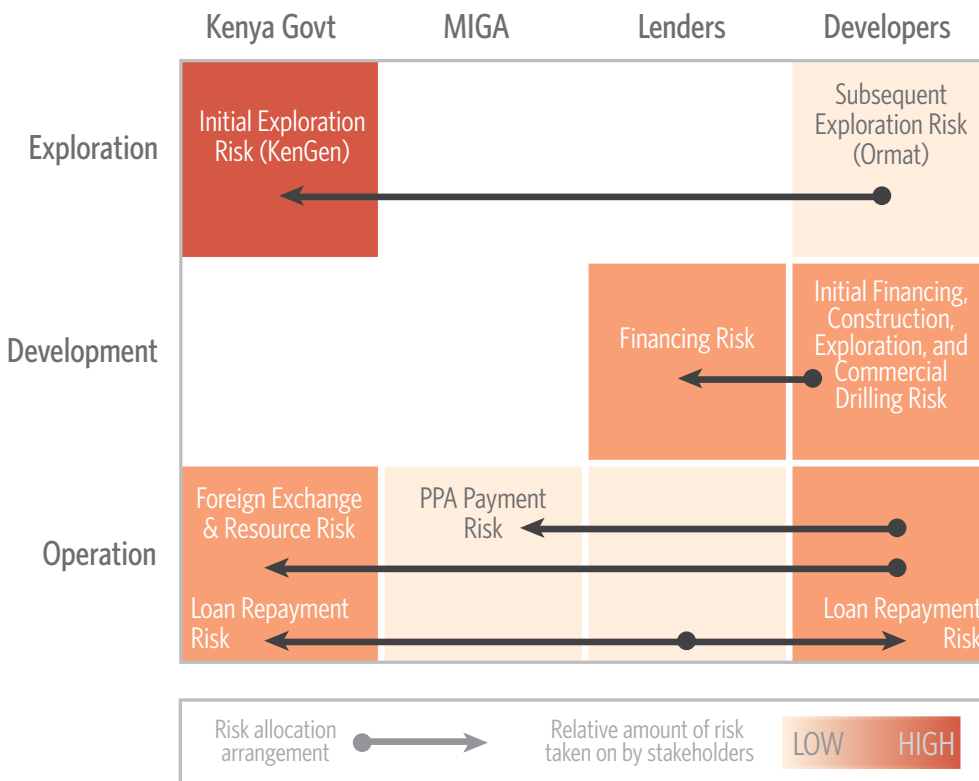 Kenya Govt MIGA Lenders Developers
Exploration
Initial Exploration
Risk (KenGen)
Subsequent
Exploration Risk
(Ormat)
Development
Financing Risk
Initial Financing,
Construction,
Exploration, and
Commercial
Drilling Risk
Operation
Foreign Exchange
& Resource Risk
PPA Payment
Risk
Loan Repayment
Risk
Loan Repayment
Risk
Risk allocation
arrangement
Relative amount of risk
taken on by stakeholders
LOW HIGH